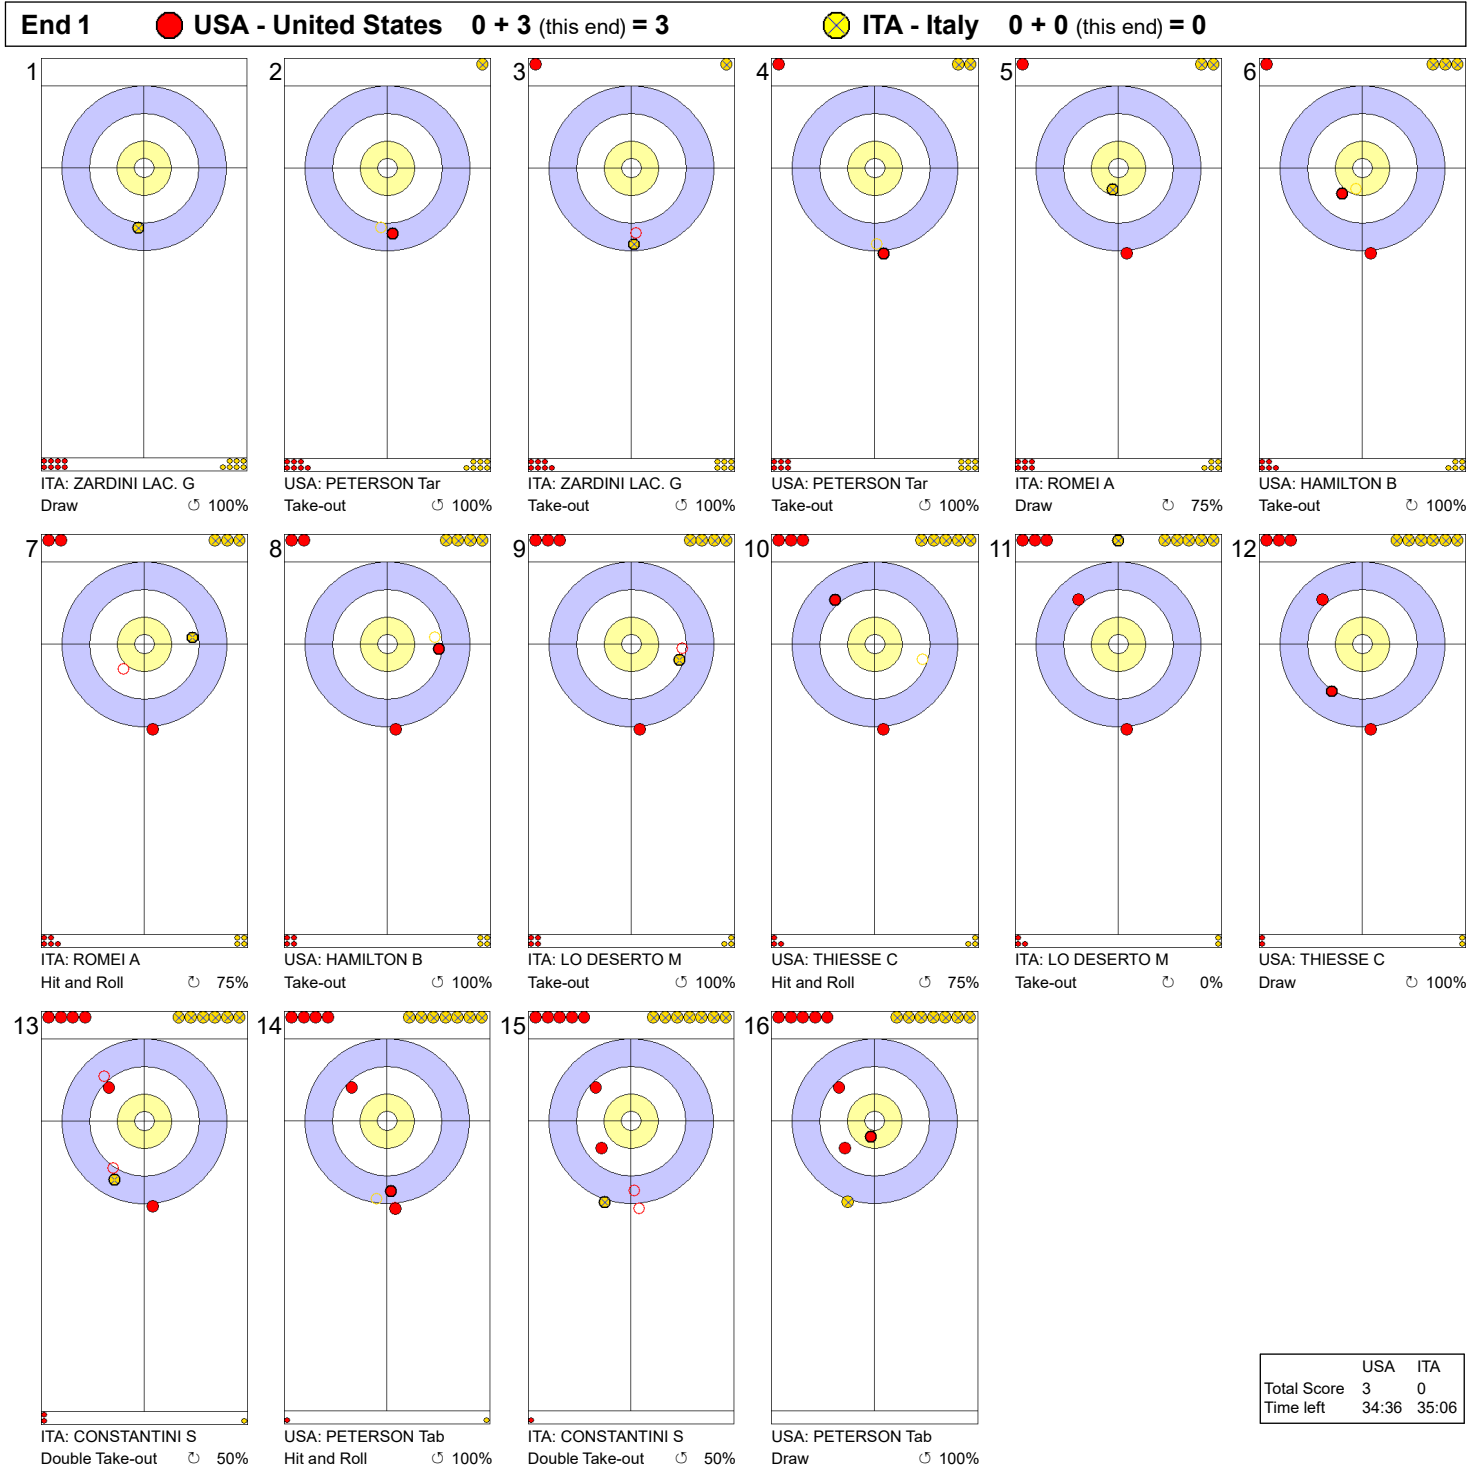 End 1 USA - United States 0 + 3 (this end) = 3 ITA - Italy 0 + 0 (this end) = 0
1 2 3 4 5 6
ITA: ZARDINI LAC. G USA: PETERSON Tar ITA: ZARDINI LAC. G USA: PETERSON Tar ITA: ROMEI A USA: HAMILTON B
Draw ↺ 100% Take-out ↺ 100% Take-out ↺ 100% Take-out ↺ 100% Draw ↻ 75% Take-out ↻ 100%
7 8 9 10 11 12
ITA: ROMEI A USA: HAMILTON B ITA: LO DESERTO M USA: THIESSE C ITA: LO DESERTO M USA: THIESSE C
Hit and Roll ↻ 75% Take-out ↺ 100% Take-out ↺ 100% Hit and Roll ↺ 75% Take-out ↻ 0% Draw ↻ 100%
13 14 15 16
ITA: CONSTANTINI S USA: PETERSON Tab ITA: CONSTANTINI S USA: PETERSON Tab
Double Take-out ↻ 50% Hit and Roll ↺ 100% Double Take-out ↺ 50% Draw ↺ 100%
USA ITA
Total Score 3 0
Time left 34:36 35:06